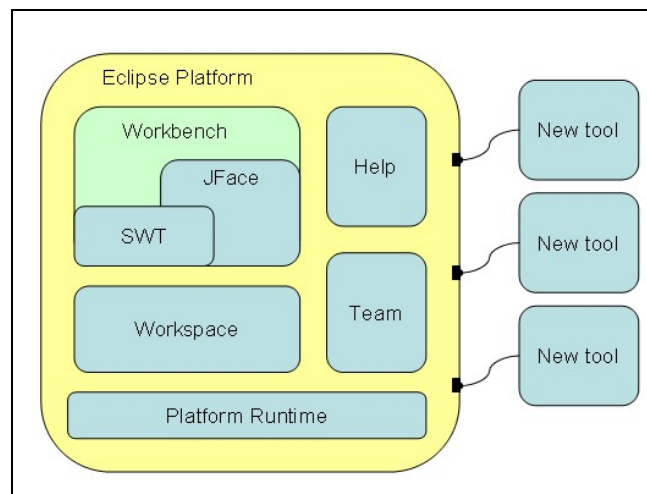 Eclipse Platform
Workbench
JFace
SWT
Help
Workspace
Team
Platform Runtime
New tool
New tool
New tool